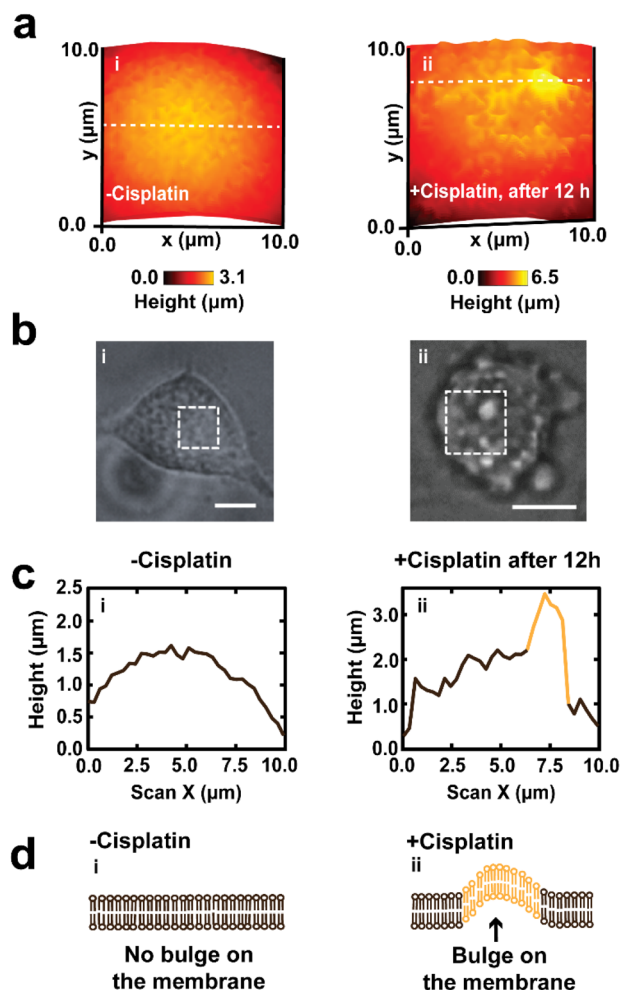 a
10.0
i
y (µm)
-Cisplatin
0.0
0.0
x (µm)
10.0
0.0
3.1
Height (µm)
10.0
ii
y (µm)
+Cisplatin, after 12 h
0.0
0.0
x (µm)
10.0
0.0
6.5
Height (µm)
b
i
ii
c
-Cisplatin
2.5
2.0
1.5
1.0
0.5
0.0
Height (µm)
i
0.0
2.5
5.0
7.5
10.0
Scan X (µm)
+Cisplatin after 12h
3.0
2.0
1.0
0.0
Height (µm)
ii
0.0
2.5
5.0
7.5
10.0
Scan X (µm)
d
-Cisplatin
i
No bulge on
the membrane
+Cisplatin
ii
Bulge on
the membrane